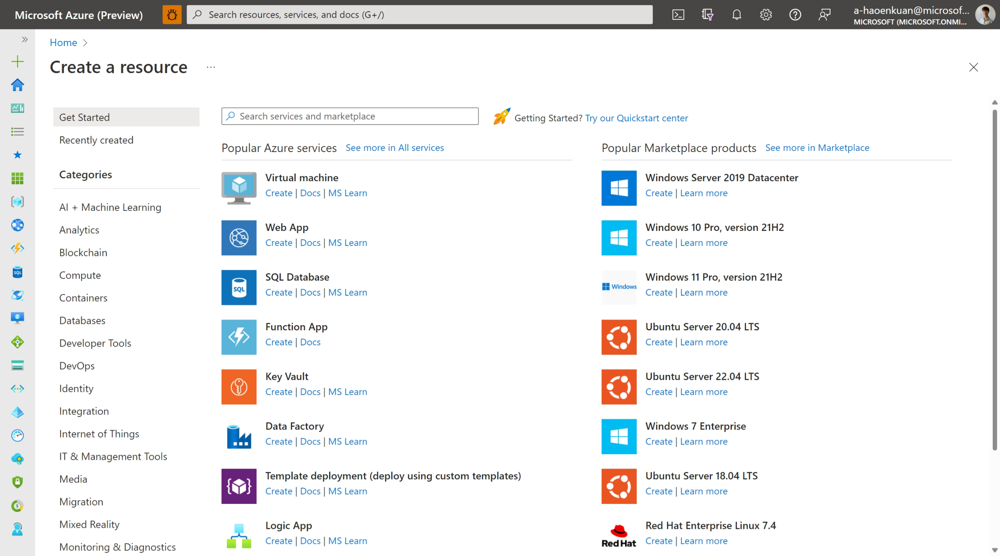 Microsoft Azure (Preview)
Search resources, services, and docs (G+/)
a-haoenkuan@microsof...
MICROSOFT (MICROSOFT.ONMI...
Home
Create a resource
...
Get Started
Recently created
Categories
AI + Machine Learning
Analytics
Blockchain
Compute
Containers
Databases
Developer Tools
DevOps
Identity
Integration
Internet of Things
IT & Management Tools
Media
Migration
Mixed Reality
Monitoring & Diagnostics
Search services and marketplace
Getting Started? Try our Quickstart center
Popular Azure services See more in All services
Virtual machine
Create | Docs | MS Learn
Web App
Create | Docs | MS Learn
SQL
SQL Database
Create | Docs | MS Learn
Function App
Create | Docs
Key Vault
Create | Docs | MS Learn
Data Factory
Create | Docs | MS Learn
Template deployment (deploy using custom templates)
Create | Docs | MS Learn
Logic App
Create | Docs | MS Learn
Popular Marketplace products See more in Marketplace
Windows Server 2019 Datacenter
Create | Learn more
Windows 10 Pro, version 21H2
Create | Learn more
Windows
Windows 11 Pro, version 21H2
Create | Learn more
Ubuntu Server 20.04 LTS
Create | Learn more
Ubuntu Server 22.04 LTS
Create | Learn more
Windows 7 Enterprise
Create | Learn more
Ubuntu Server 18.04 LTS
Create | Learn more
Red Hat
Red Hat Enterprise Linux 7.4
Create | Learn more
SQL